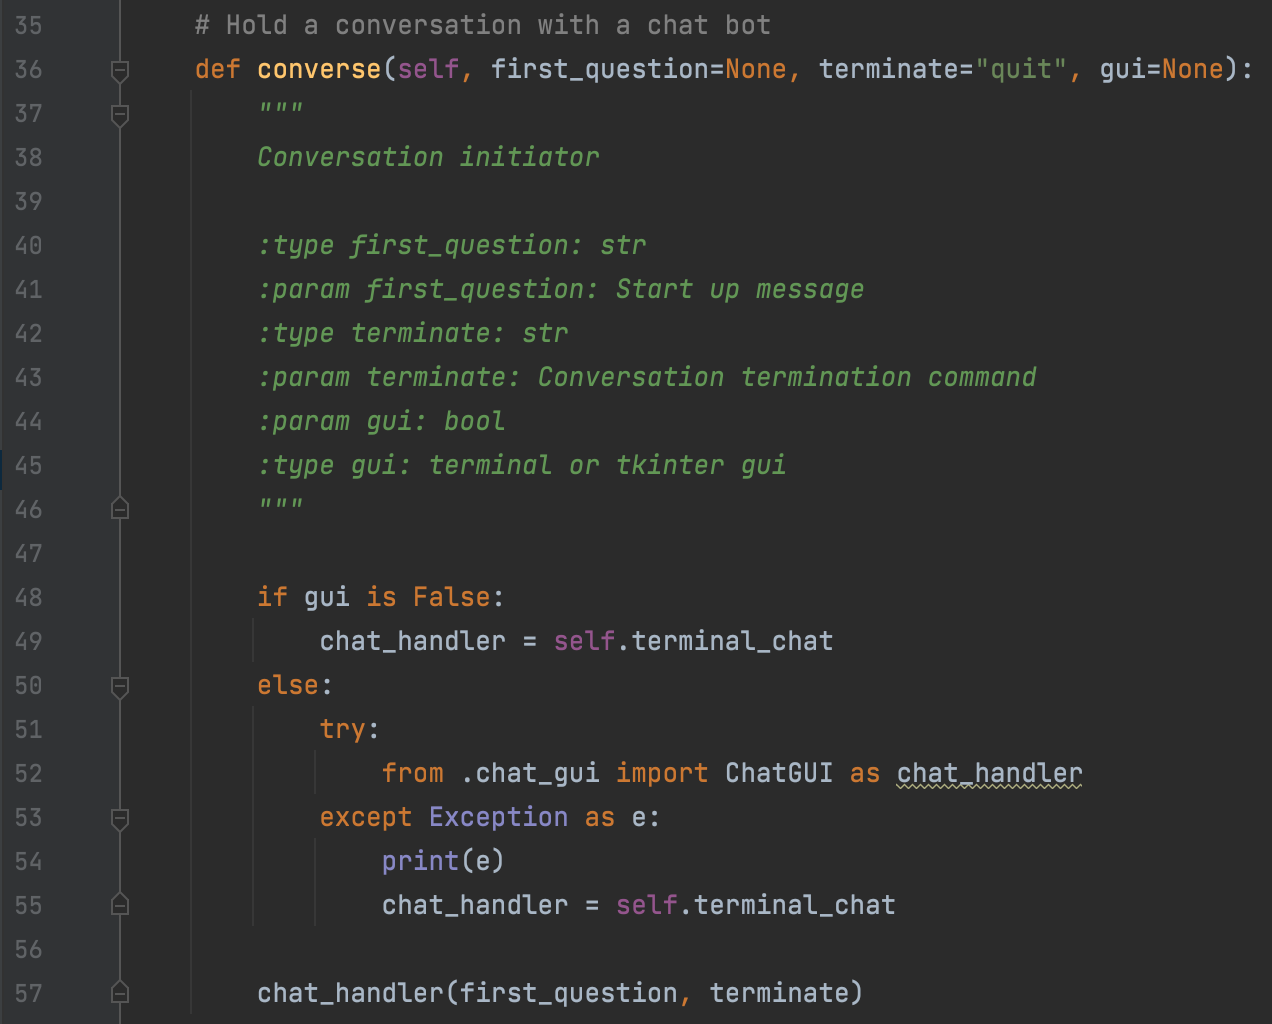 35 # Hold a conversation with a chat bot
36 def converse(self, first_question=None, terminate="quit", gui=None):
37 """
38 Conversation initiator
39
40 :type first_question: str
41 :param first_question: Start up message
42 :type terminate: str
43 :param terminate: Conversation termination command
44 :param gui: bool
45 :type gui: terminal or tkinter gui
46 """
47
48 if gui is False:
49 chat_handler = self.terminal_chat
50 else:
51 try:
52 from .chat_gui import ChatGUI as chat_handler
53 except Exception as e:
54 print(e)
55 chat_handler = self.terminal_chat
56
57 chat_handler(first_question, terminate)